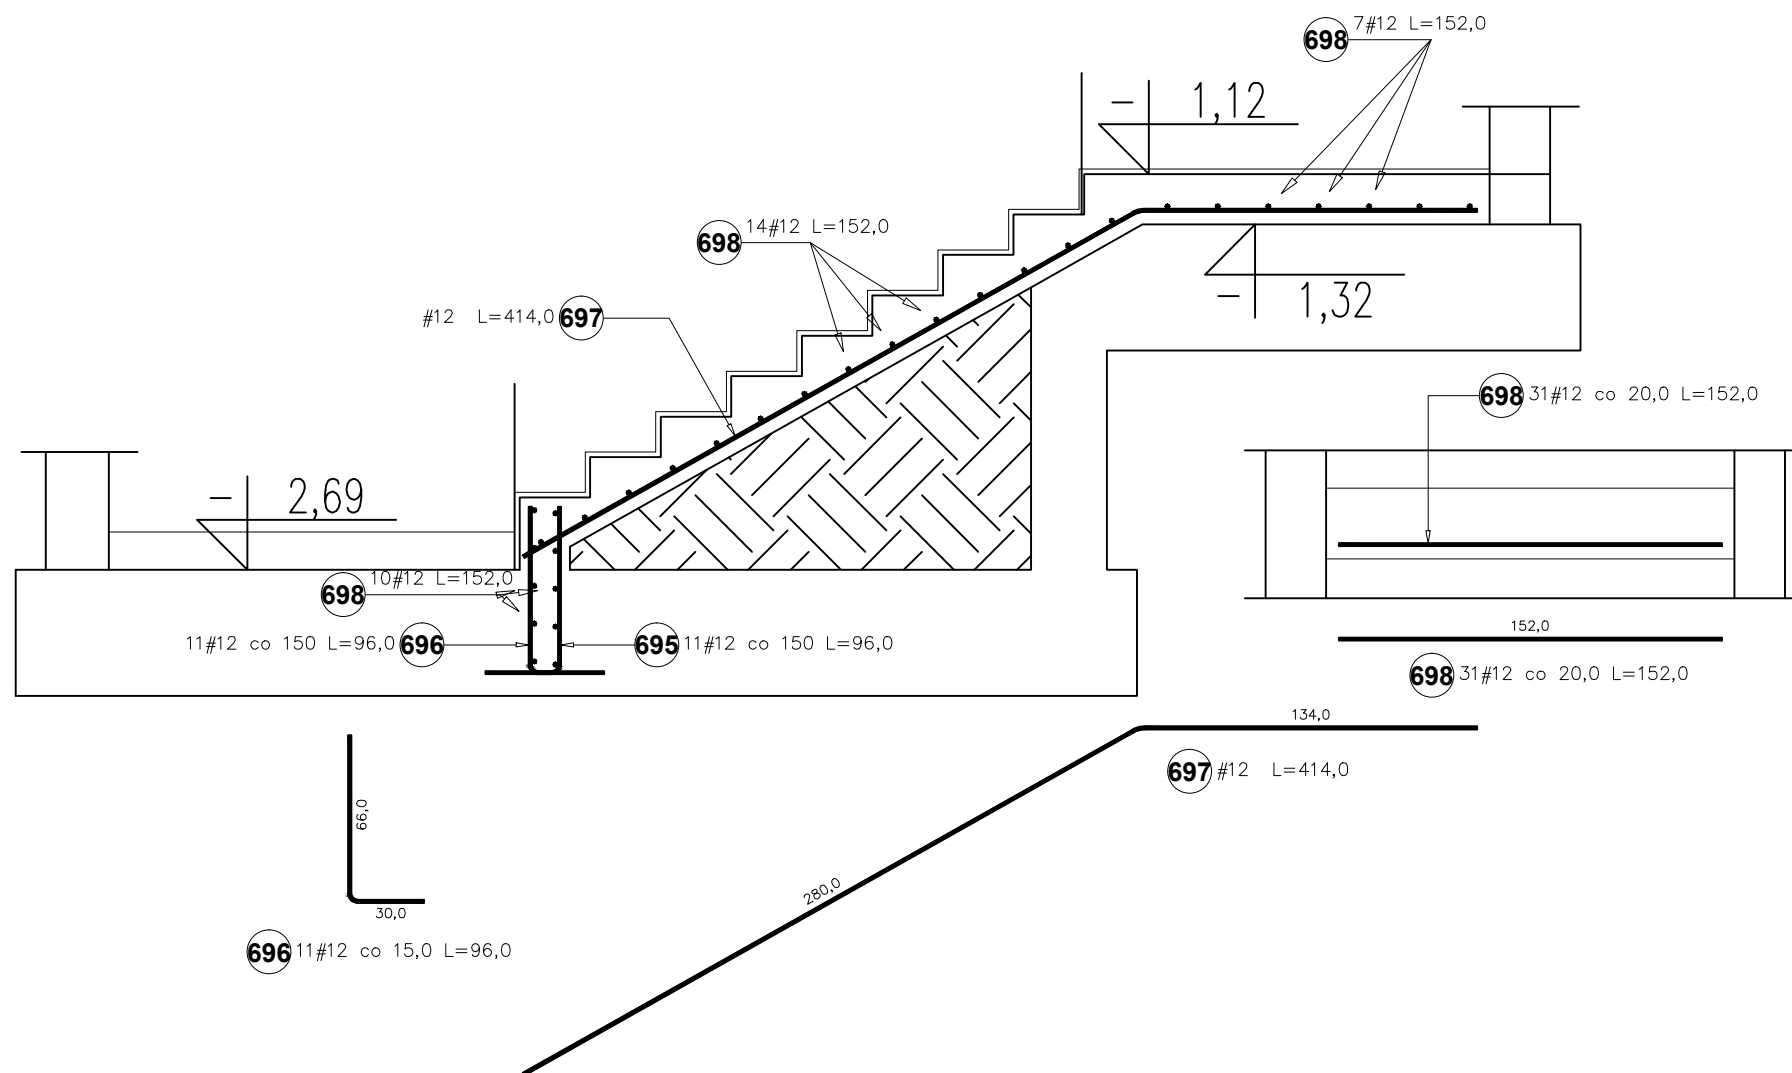 698 7#12 L=152,0
- 1,12
698 14#12 L=152,0
- 1,32
#12 L=414,0 697
698 31#12 co 20,0 L=152,0
- 2,69
698 10#12 L=152,0
11#12 co 150 L=96,0 696
695 11#12 co 150 L=96,0
152,0
698 31#12 co 20,0 L=152,0
134,0
697 #12 L=414,0
66,0
280,0
30,0
696 11#12 co 15,0 L=96,0